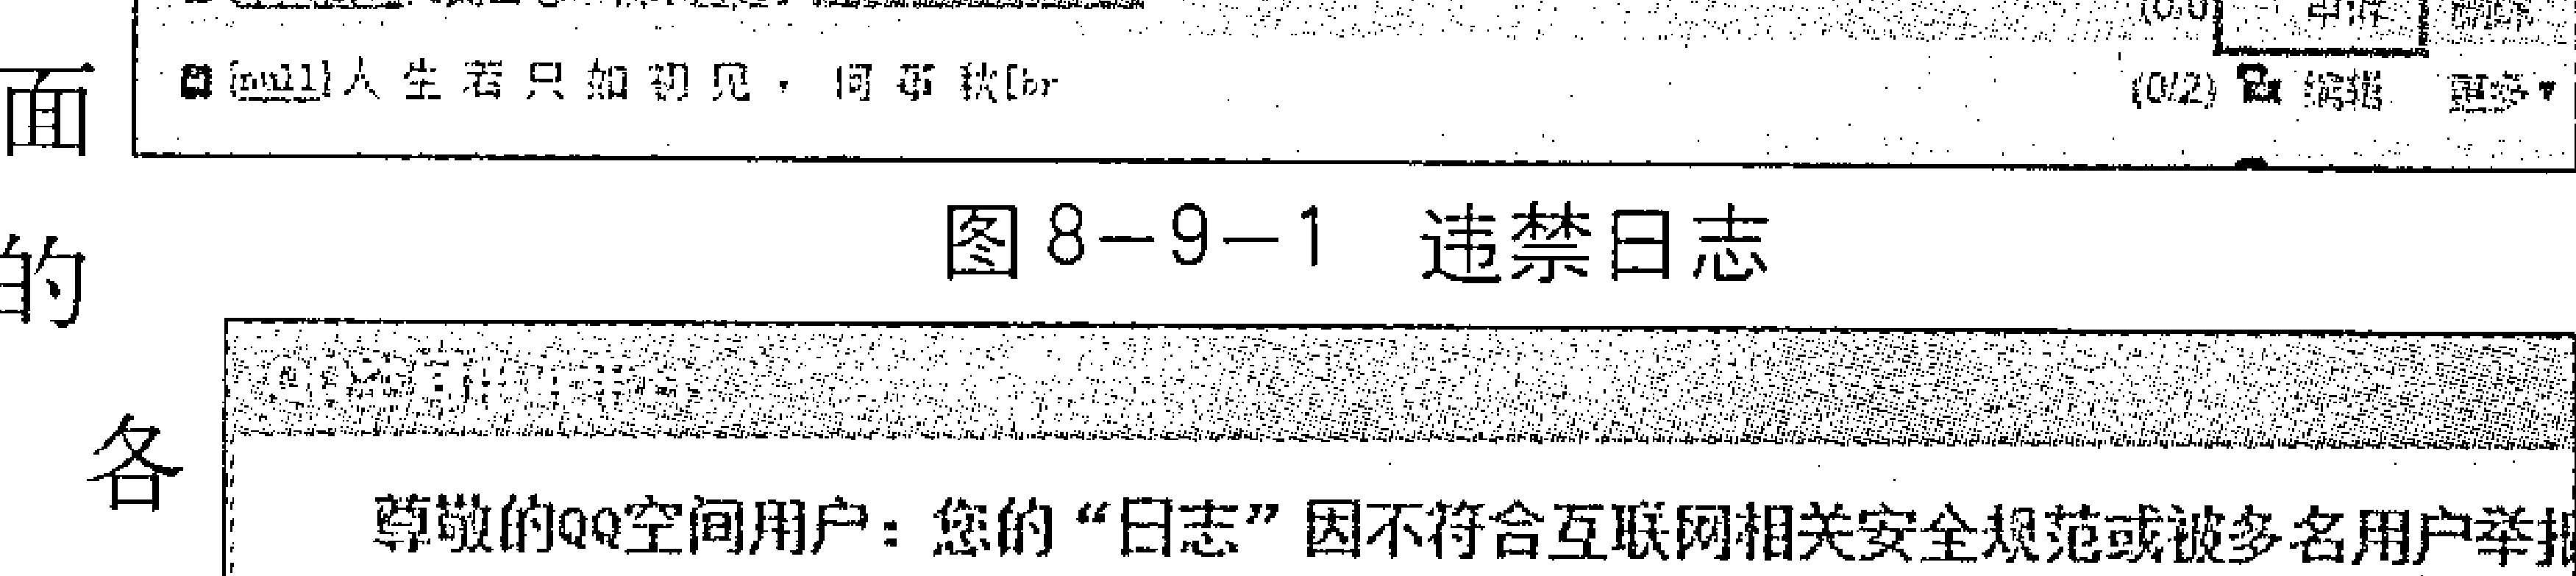 [null]人生若只如初见,何事秋[br
(0/2) 编辑 更多▼
面
图8-9-1 违禁日志
的
各
尊敬的QQ空间用户：您的“日志”因不符合互联网相关安全规范或被多名用户举报